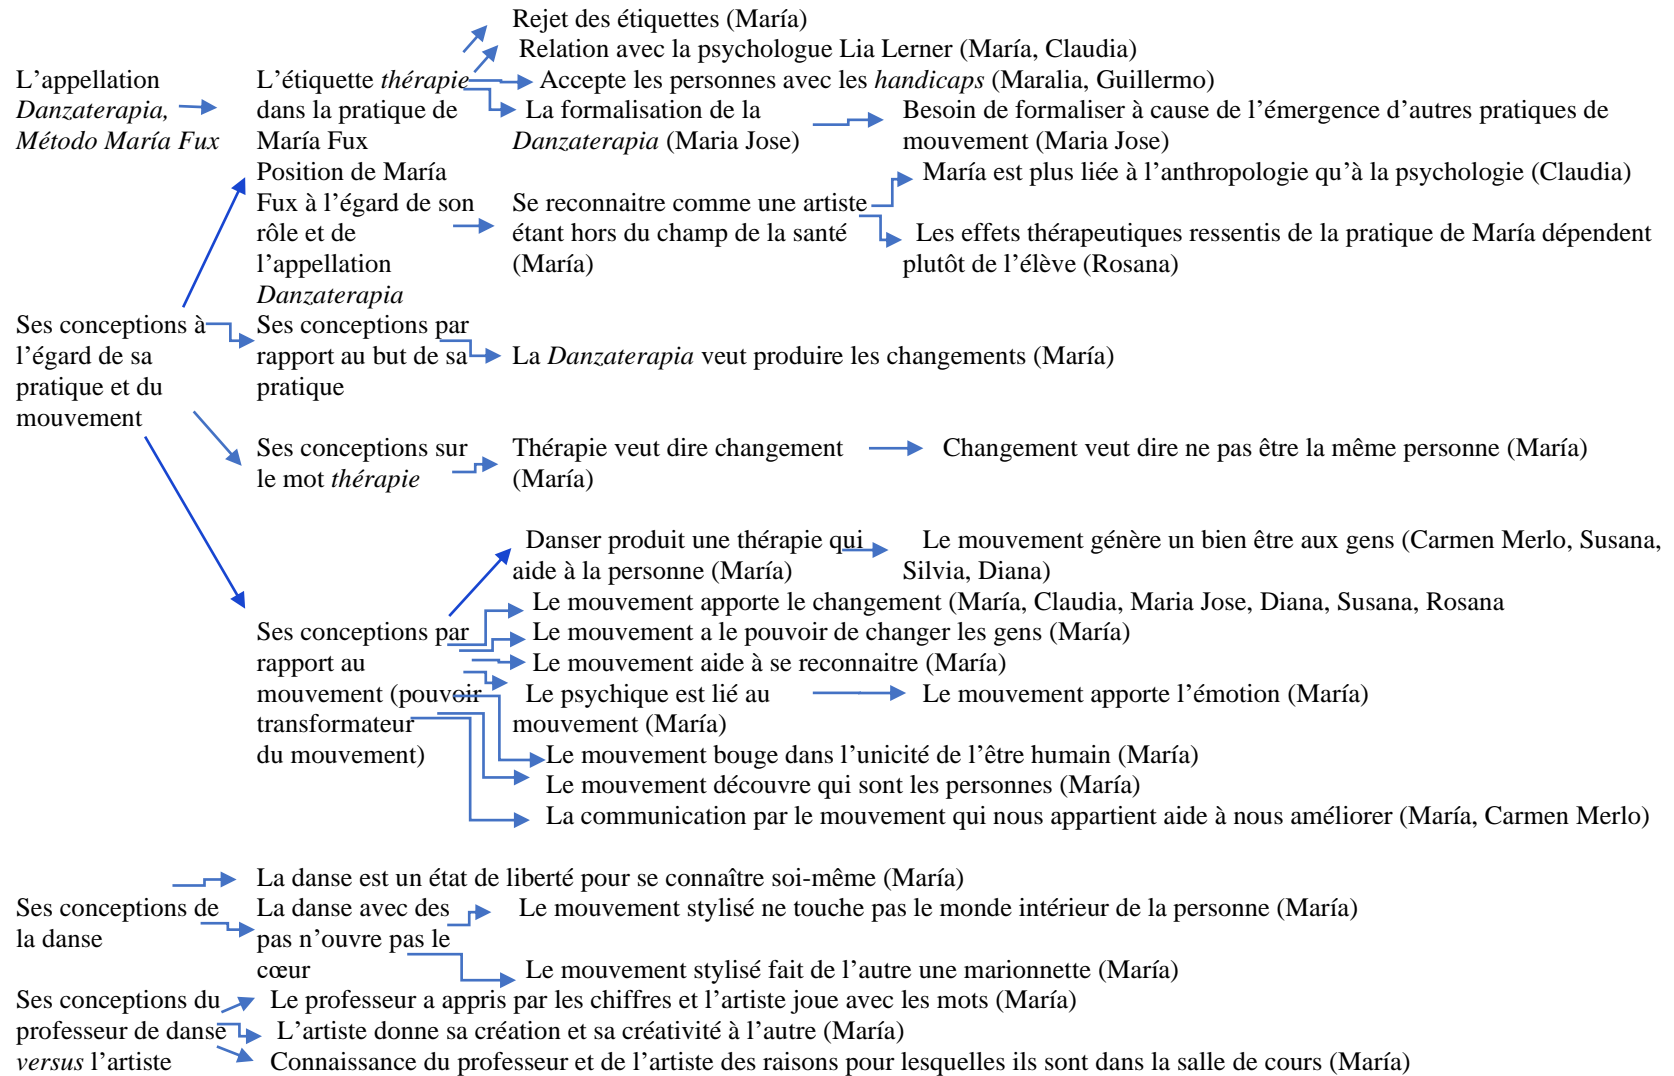 Rejet des étiquettes (María)
Relation avec la psychologue Lia Lerner (María, Claudia)
L’appellation
Danzaterapia,
Método María Fux
L’étiquette thérapie
dans la pratique de
María Fux
Accepte les personnes avec les handicaps (Maralia, Guillermo)
La formalisation de la
Danzaterapia (Maria Jose)
Besoin de formaliser à cause de l’émergence d’autres pratiques de
mouvement (Maria Jose)
Position de María
Fux à l’égard de son
rôle et de
l’appellation
Danzaterapia
Se reconnaitre comme une artiste
étant hors du champ de la santé
(María)
María est plus liée à l’anthropologie qu’à la psychologie (Claudia)
Les effets thérapeutiques ressentis de la pratique de María dépendent
plutôt de l’élève (Rosana)
Ses conceptions à
l’égard de sa
pratique et du
mouvement
Ses conceptions par
rapport au but de sa
pratique
La Danzaterapia veut produire les changements (María)
Ses conceptions sur
le mot thérapie
Thérapie veut dire changement
(María)
Changement veut dire ne pas être la même personne (María)
Danser produit une thérapie qui
aide à la personne (María)
Le mouvement génère un bien être aux gens (Carmen Merlo, Susana,
Silvia, Diana)
Le mouvement apporte le changement (María, Claudia, Maria Jose, Diana, Susana, Rosana
Ses conceptions par
rapport au
mouvement (pouvoir
transformateur
du mouvement)
Le mouvement a le pouvoir de changer les gens (María)
Le mouvement aide à se reconnaitre (María)
Le psychique est lié au
mouvement (María)
Le mouvement apporte l’émotion (María)
Le mouvement bouge dans l’unicité de l’être humain (María)
Le mouvement découvre qui sont les personnes (María)
La communication par le mouvement qui nous appartient aide à nous améliorer (María, Carmen Merlo)
La danse est un état de liberté pour se connaître soi-même (María)
Ses conceptions de
la danse
La danse avec des
pas n’ouvre pas le
cœur
Le mouvement stylisé ne touche pas le monde intérieur de la personne (María)
Le mouvement stylisé fait de l’autre une marionnette (María)
Ses conceptions du
professeur de danse
versus l’artiste
Le professeur a appris par les chiffres et l’artiste joue avec les mots (María)
L’artiste donne sa création et sa créativité à l’autre (María)
Connaissance du professeur et de l’artiste des raisons pour lesquelles ils sont dans la salle de cours (María)